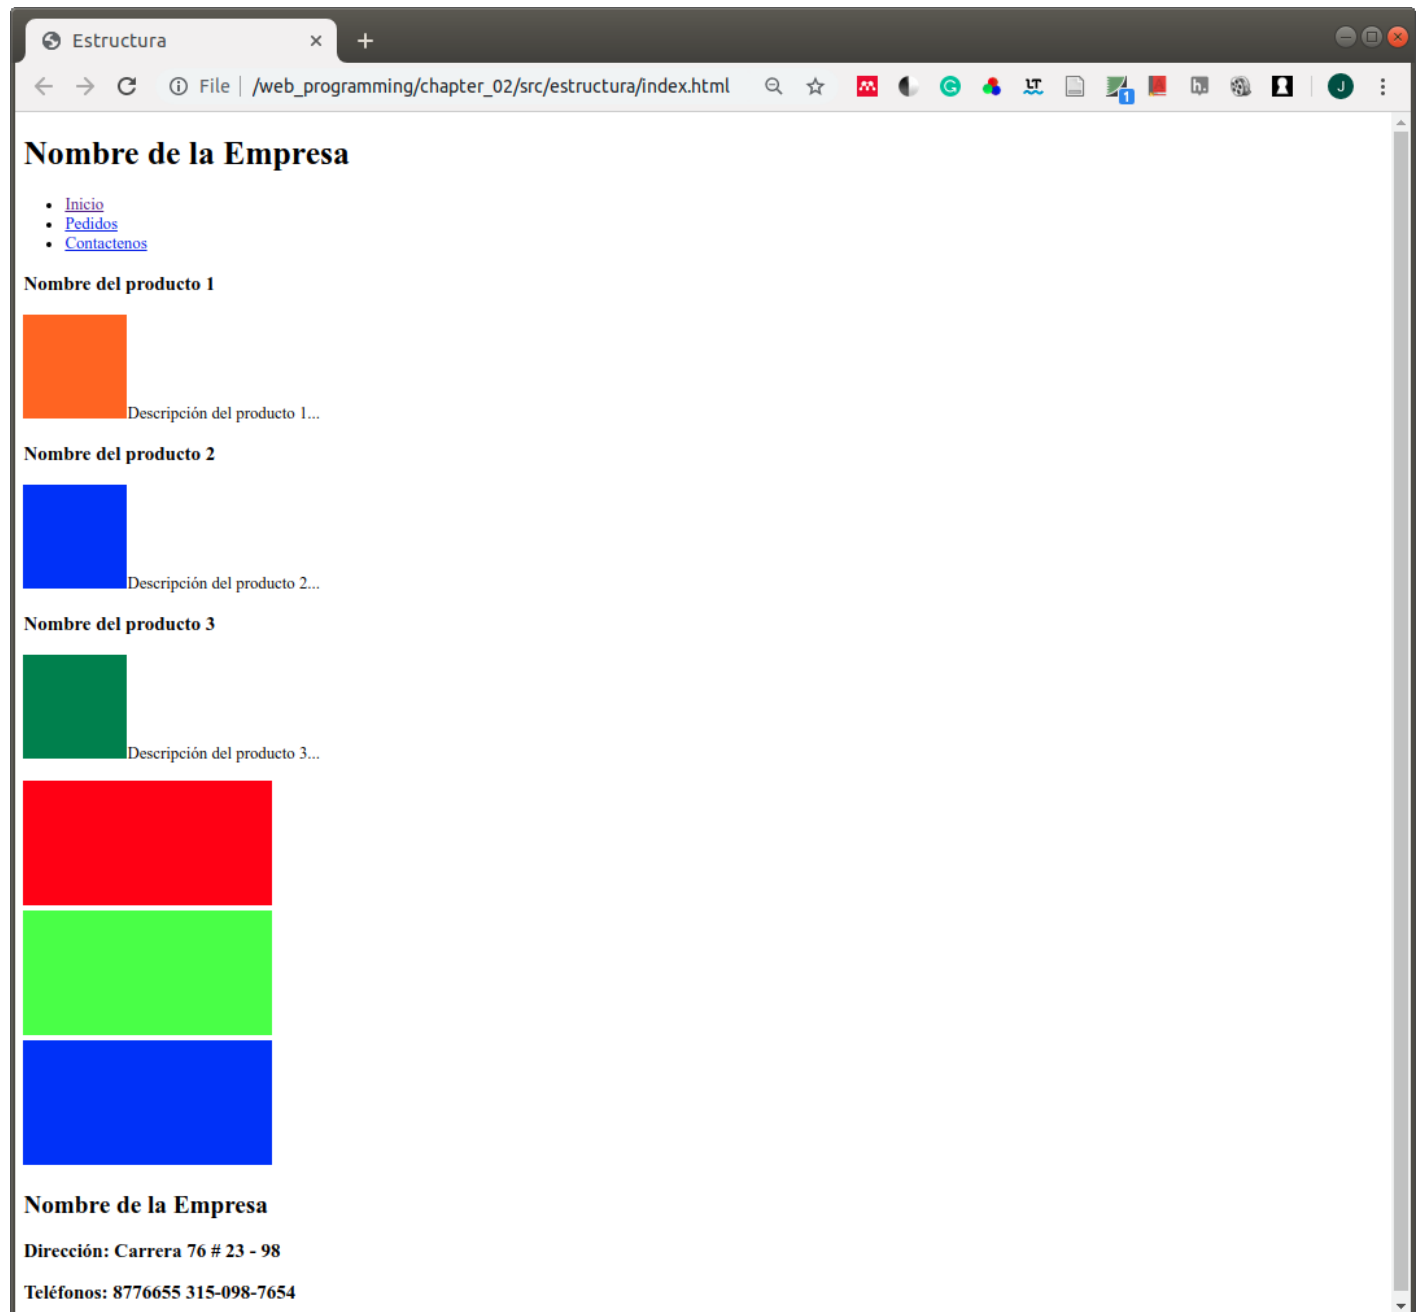 Estructura
File | /web_programming/chapter_02/src/estructura/index.html
1
h.
J
Nombre de la Empresa
Inicio
Pedidos
Contactenos
Nombre del producto 1
Descripción del producto 1...
Nombre del producto 2
Descripción del producto 2...
Nombre del producto 3
Descripción del producto 3...
Nombre de la Empresa
Dirección: Carrera 76 # 23 - 98
Teléfonos: 8776655 315-098-7654